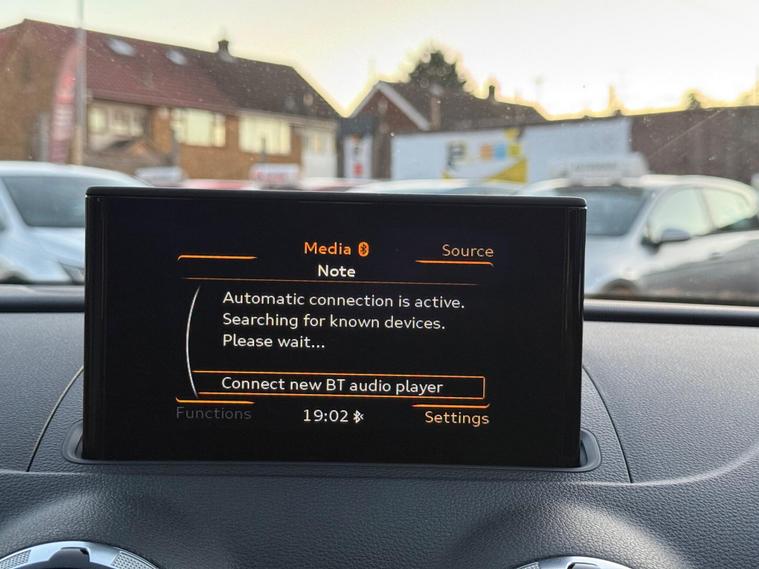 Media
Source
Note
Automatic connection is active.
Searching for known devices.
Please wait...
Connect new BT audio player
Functions
19:02
Settings